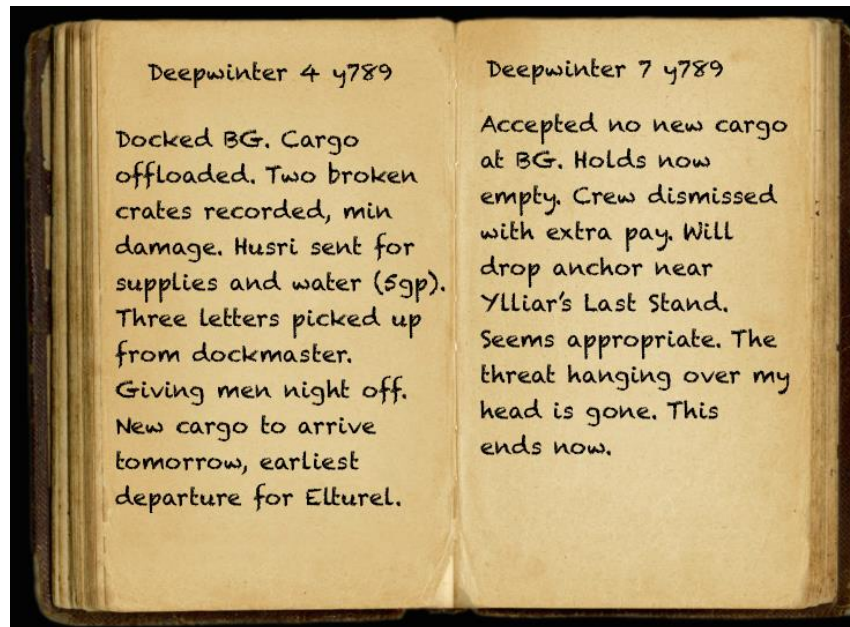 Deepwinter 4 y789
Docked BG. Cargo
offloaded. Two broken
crates recorded, min
damage. Husri sent for
supplies and water (5gp).
Three letters picked up
from dockmaster.
Giving men night off.
New cargo to arrive
tomorrow, earliest
departure for Elturel.
Deepwinter 7 y789
Accepted no new cargo
at BG. Holds now
empty. Crew dismissed
with extra pay. Will
drop anchor near
Ylliar's Last Stand.
Seems appropriate. The
threat hanging over my
head is gone. This
ends now.